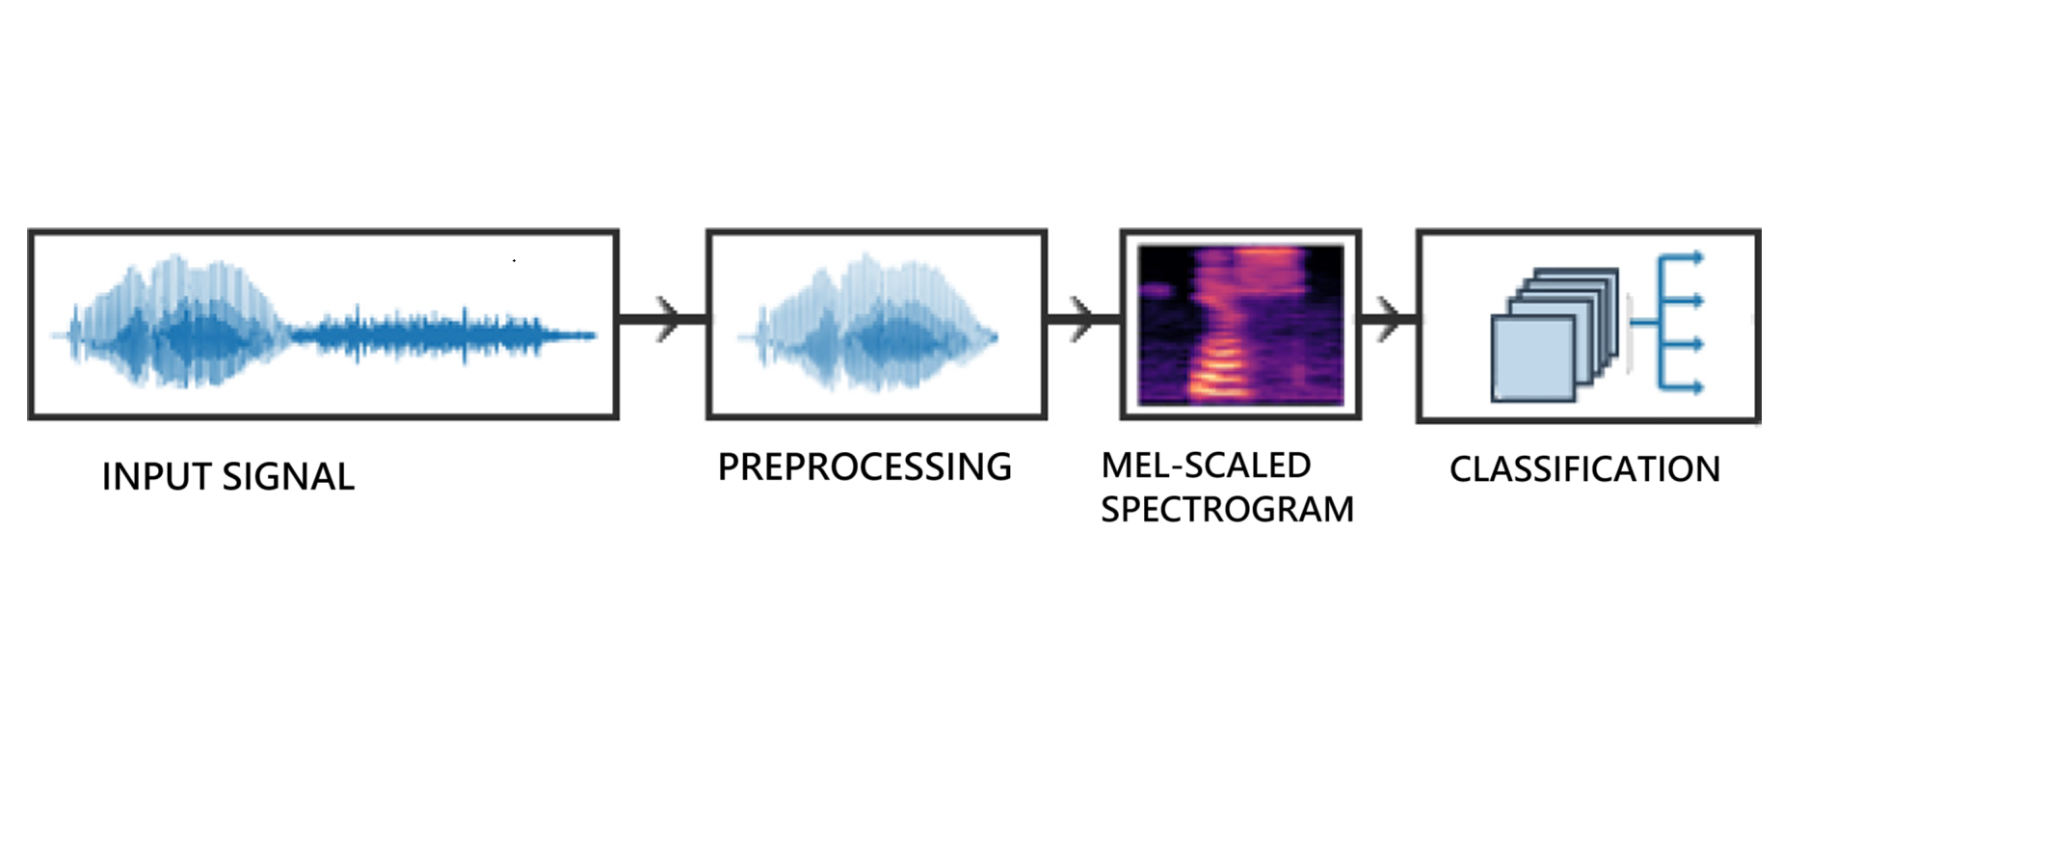 INPUT SIGNAL
PREPROCESSING
MEL-SCALED
SPECTROGRAM
CLASSIFICATION